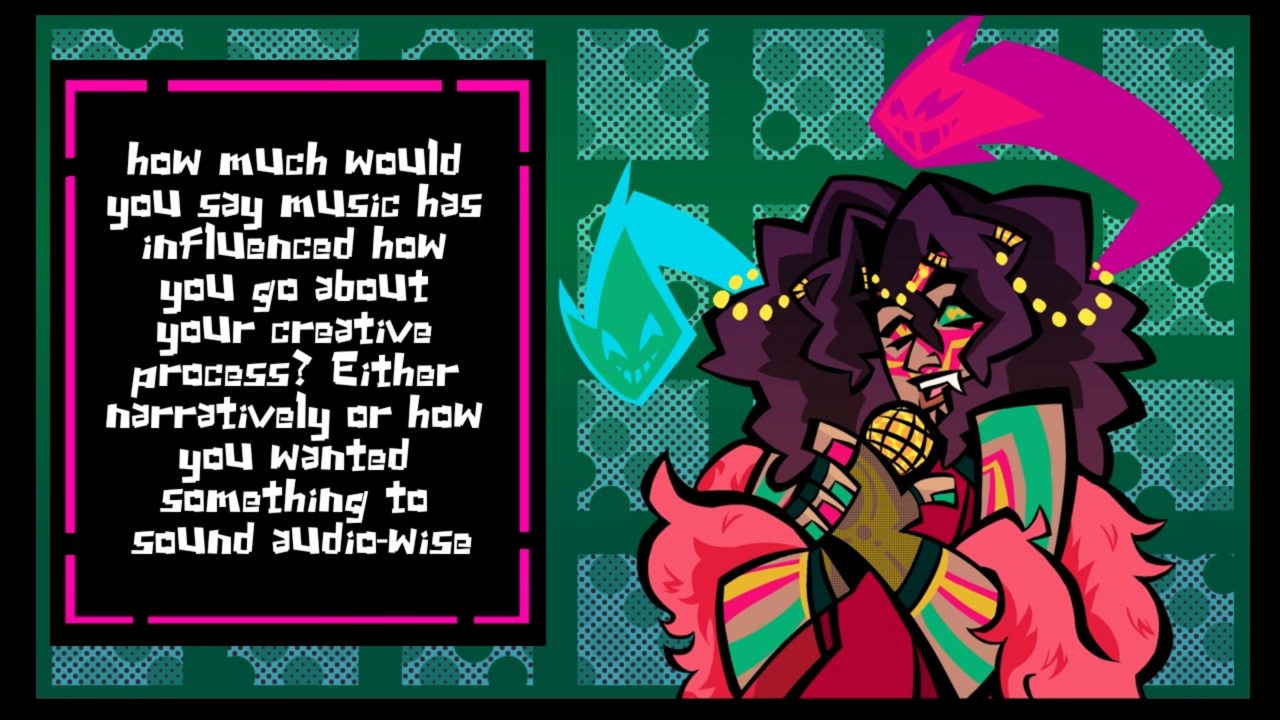 how much would
you say music has
influenced how
you go about
your creative
process? Either
narratively or how
you wanted
something to
sound audio-wise